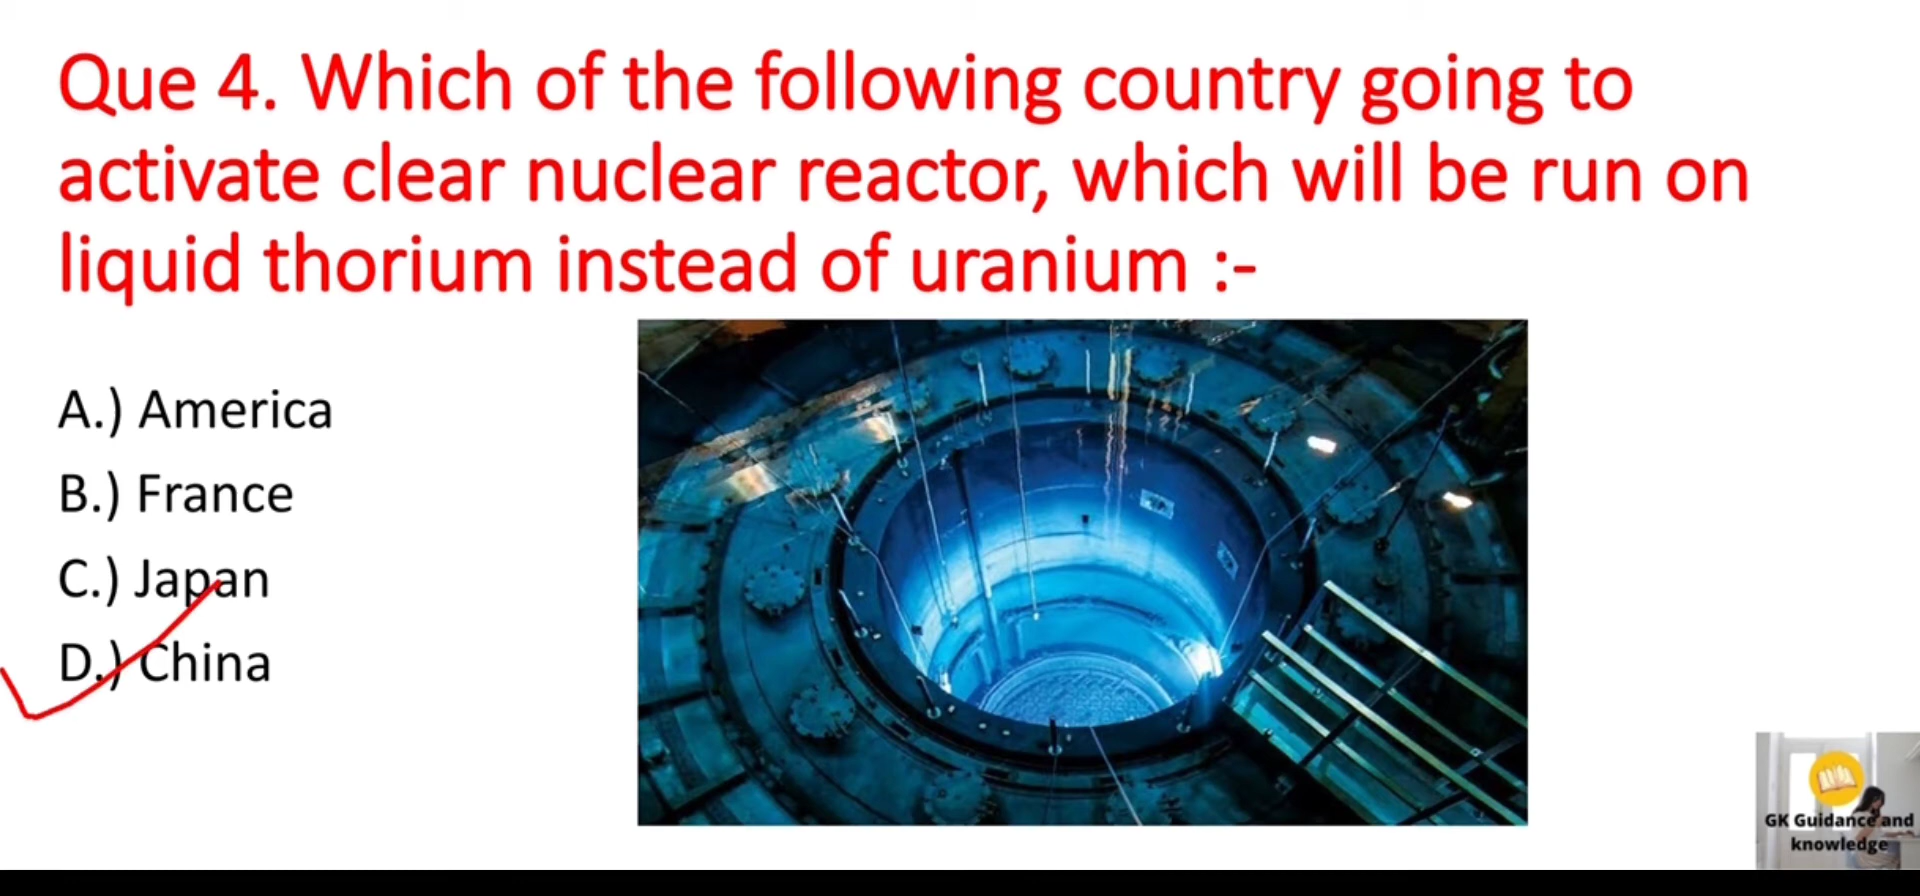 Que 4. Which of the following country going to
activate clear nuclear reactor, which will be run on
liquid thorium instead of uranium :-
A.) America
B.) France
C.) Japan
D.) China
GK Guidance and
knowledge